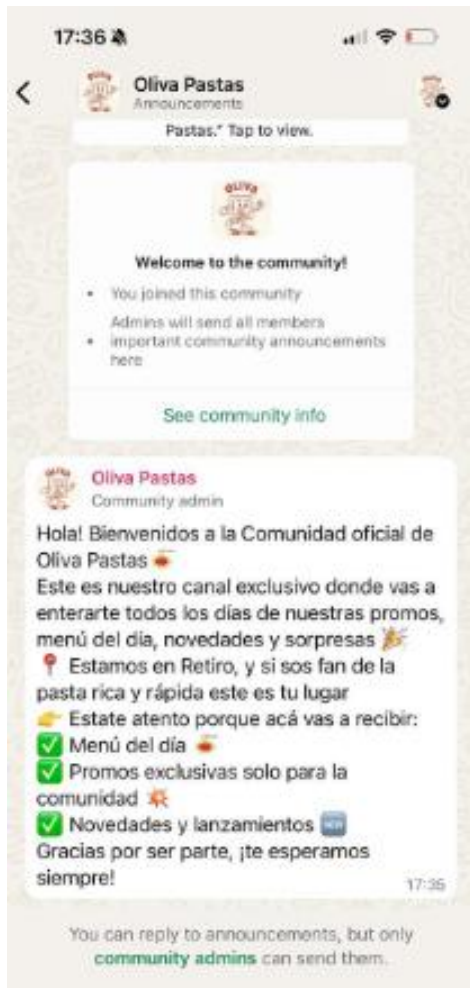 17:36
Oliva Pastas
Announcements
Pastas." Tap to view.
OLIVA
Welcome to the community!
• You joined this community
Admins will send all members
• important community announcements
here
See community info
Oliva Pastas
Community admin
Hola! Bienvenidos a la Comunidad oficial de
Oliva Pastas 🍝
Este es nuestro canal exclusivo donde vas a
enterarte todos los días de nuestras promos,
menú del día, novedades y sorpresas 🎉
📍 Estamos en Retiro, y si sos fan de la
pasta rica y rápida este es tu lugar
👉 Estate atento porque acá vas a recibir:
✅ Menú del día 🍝
✅ Promos exclusivas solo para la
comunidad 💥
✅ Novedades y lanzamientos 🆕
Gracias por ser parte, ¡te esperamos
siempre!
17:35
You can reply to announcements, but only
community admins can send them.